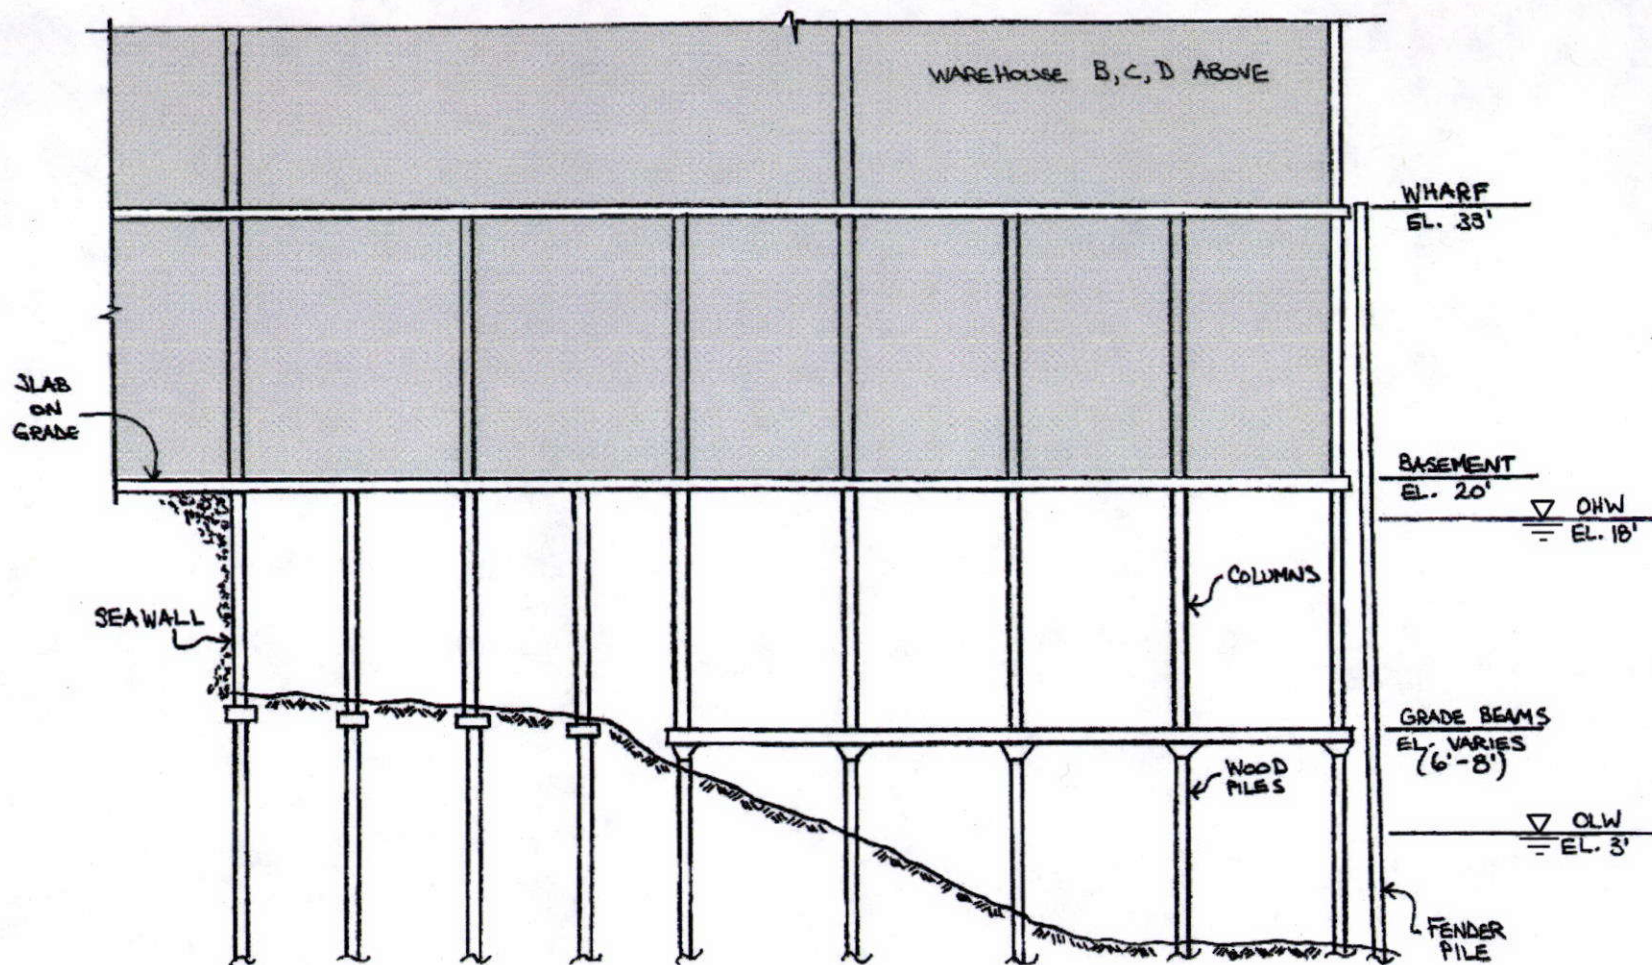 WAREHOUSE B,C,D ABOVE
WHARF
EL. 33'
SLAB
ON
GRADE
BASEMENT
EL. 20'
OHW
EL. 18'
COLUMNS
SEAWALL
GRADE BEAMS
EL. VARIES
(6'-8')
WOOD
PILES
OLW
EL. 3'
FENDER
PILE